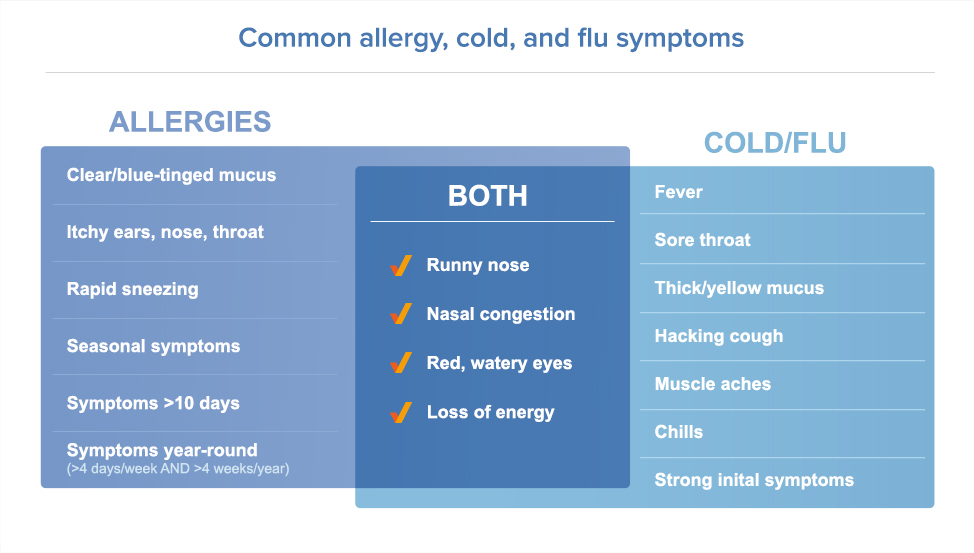 Common allergy, cold, and flu symptoms
ALLERGIES
Clear/blue-tinged mucus
Itchy ears, nose, throat
Rapid sneezing
Seasonal symptoms
Symptoms >10 days
Symptoms year-round
(>4 days/week AND >4 weeks/year)
BOTH
Runny nose
Nasal congestion
Red, watery eyes
Loss of energy
COLD/FLU
Fever
Sore throat
Thick/yellow mucus
Hacking cough
Muscle aches
Chills
Strong inital symptoms